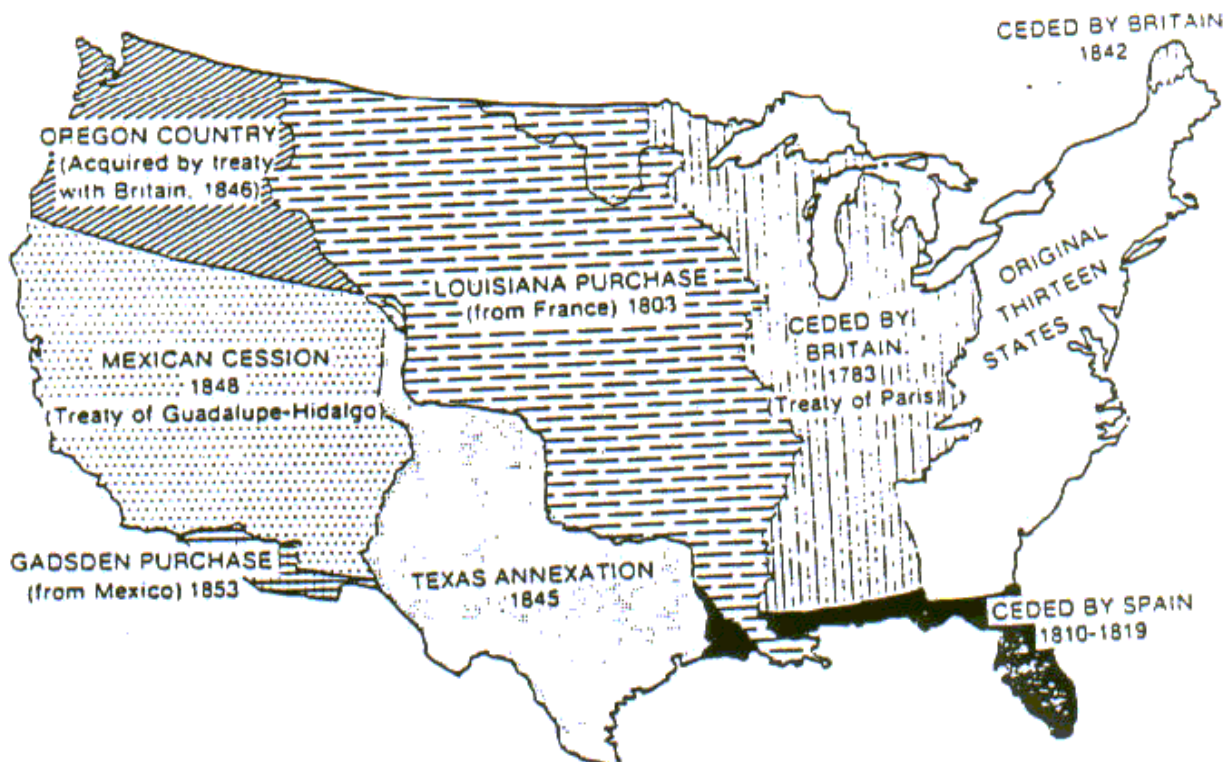 CEDED BY BRITAIN
1842
OREGON COUNTRY
(Acquired by treaty
with Britain, 1846)
LOUISIANA PURCHASE
(from France) 1803
ORIGINAL
THIRTEEN
STATES
CEDED BY
BRITAIN
1783
(Treaty of Paris)
MEXICAN CESSION
1848
(Treaty of Guadalupe-Hidalgo)
GADSDEN PURCHASE
(from Mexico) 1853
TEXAS ANNEXATION
1845
CEDED BY SPAIN
1810-1819